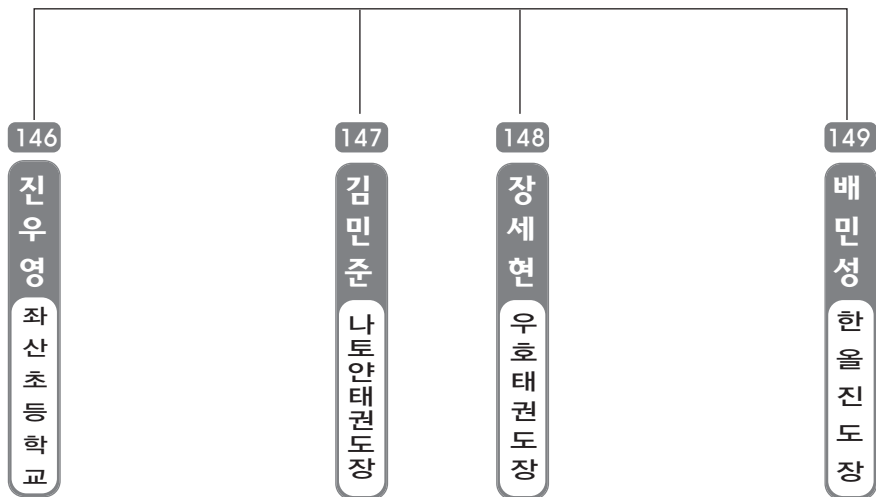 146
진우영
좌산초등학교
147
김민준
나토얀태권도장
148
장세현
우호태권도장
149
배민성
한올진도장